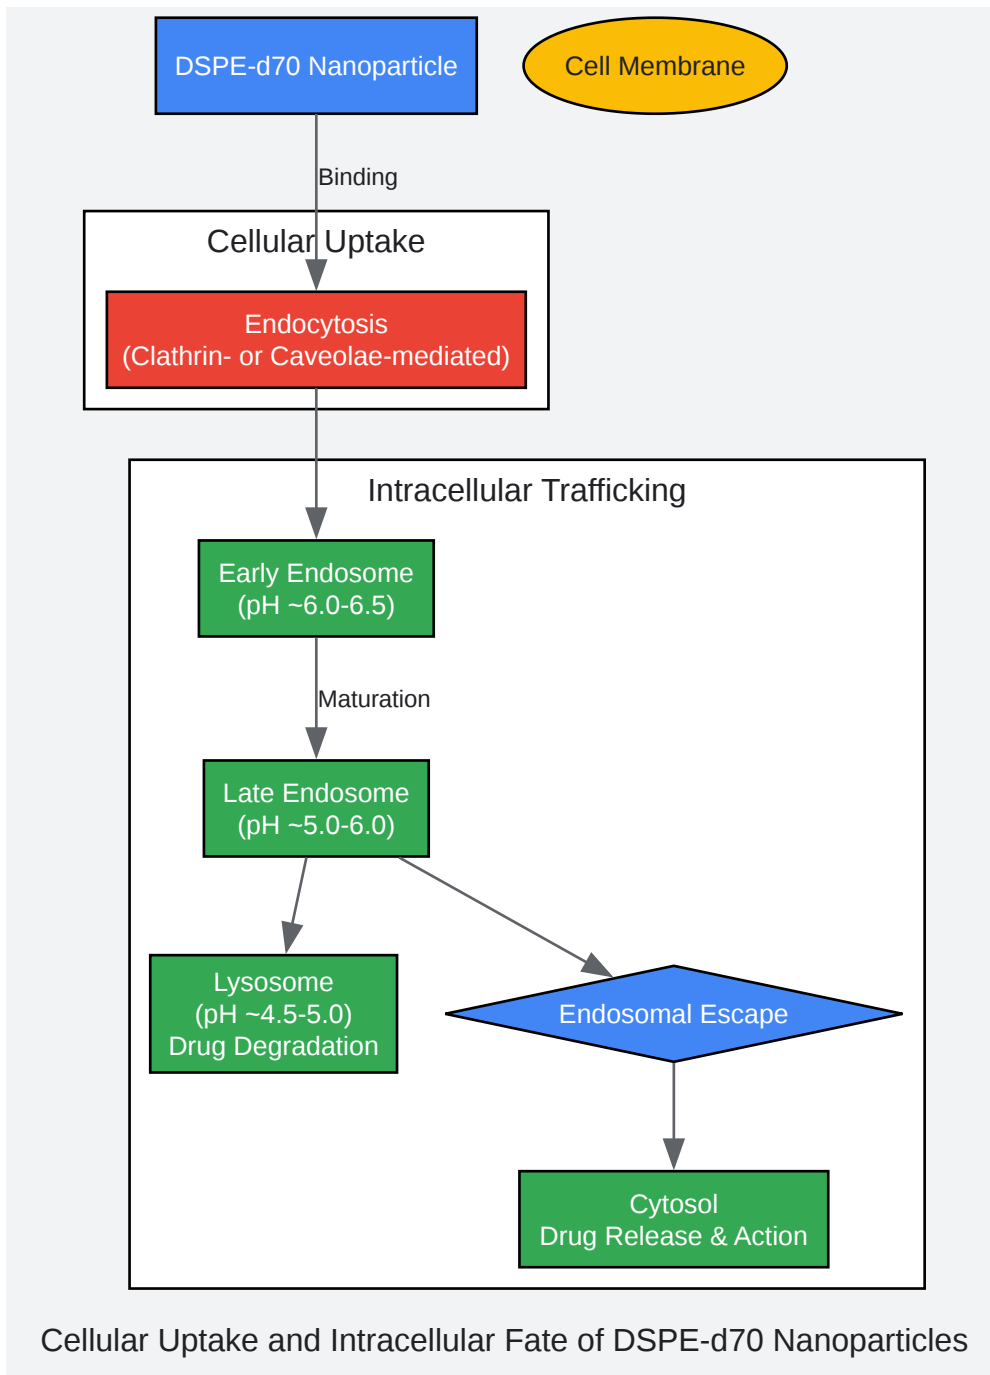 DSPE-d70 Nanoparticle
Cell Membrane
Binding
Cellular Uptake
Endocytosis
(Clathrin- or Caveolae-mediated)
Intracellular Trafficking
Early Endosome
(pH ~6.0-6.5)
Maturation
Late Endosome
(pH ~5.0-6.0)
Lysosome
(pH ~4.5-5.0)
Drug Degradation
Endosomal Escape
Cytosol
Drug Release & Action
Cellular Uptake and Intracellular Fate of DSPE-d70 Nanoparticles